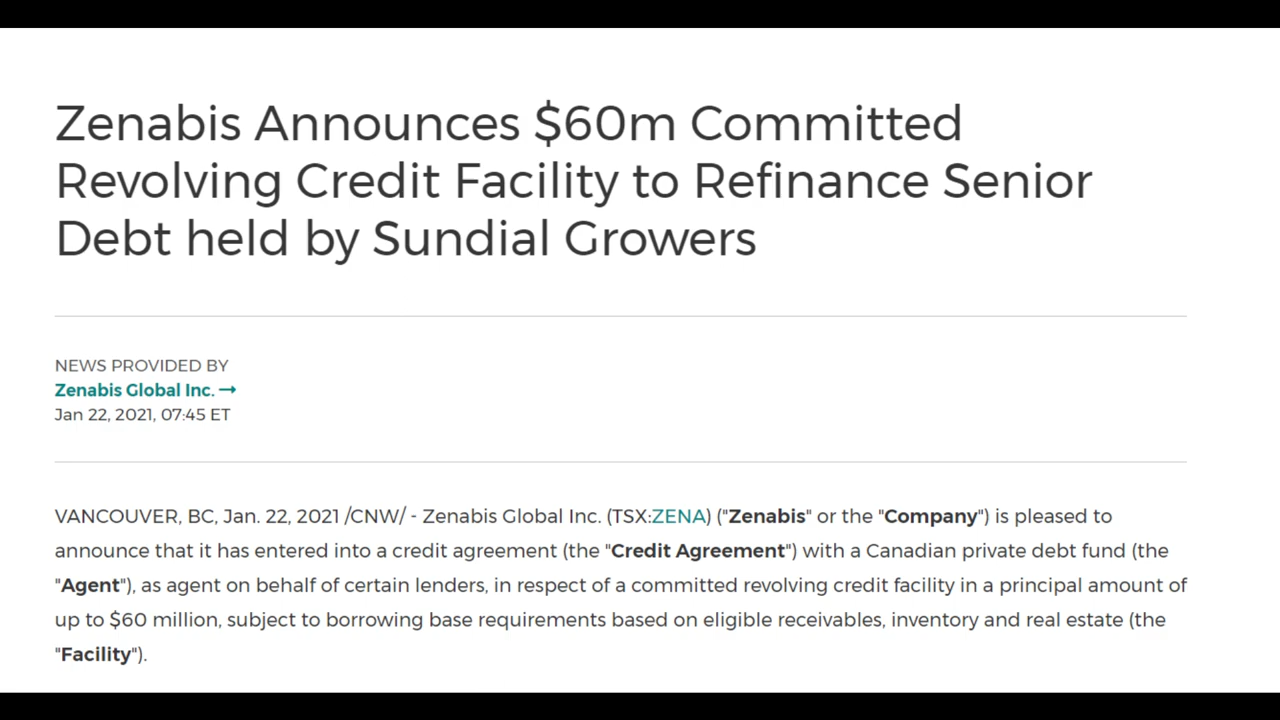 Zenabis Announces $60m Committed
Revolving Credit Facility to Refinance Senior
Debt held by Sundial Growers
NEWS PROVIDED BY
Zenabis Global Inc. →
Jan 22, 2021, 07:45 ET
VANCOUVER, BC, Jan. 22, 2021 /CNW/ - Zenabis Global Inc. (TSX:ZENA) ("Zenabis" or the "Company") is pleased to
announce that it has entered into a credit agreement (the "Credit Agreement") with a Canadian private debt fund (the
"Agent"), as agent on behalf of certain lenders, in respect of a committed revolving credit facility in a principal amount of
up to $60 million, subject to borrowing base requirements based on eligible receivables, inventory and real estate (the
"Facility").